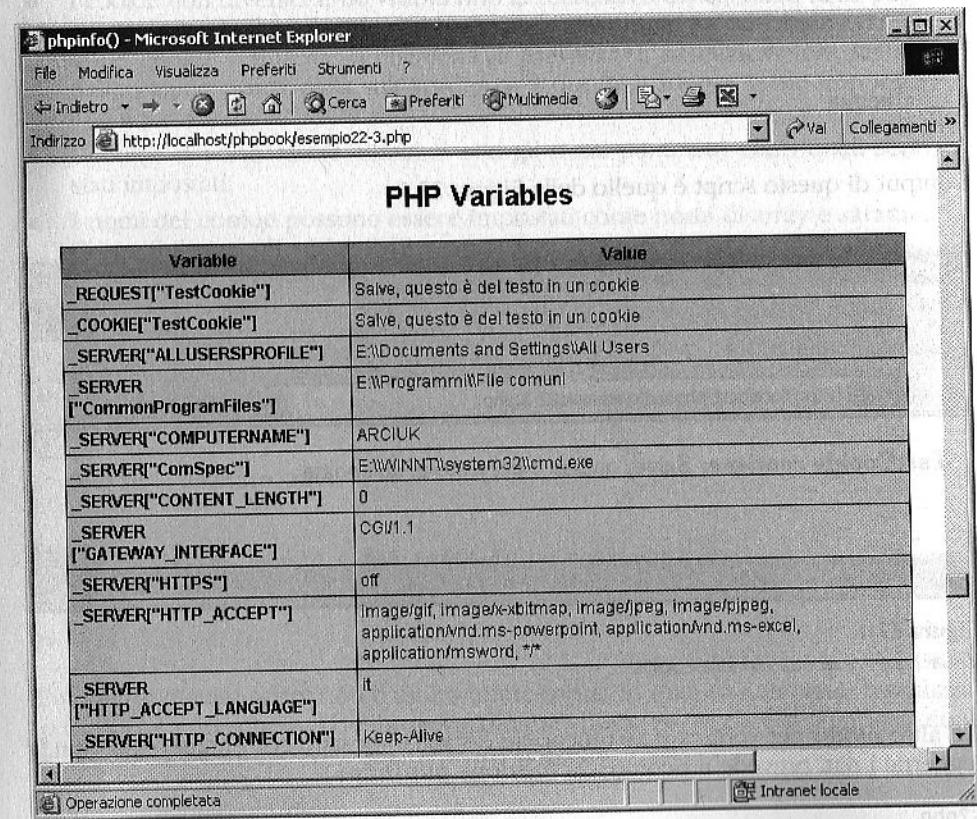 phpinfo() - Microsoft Internet Explorer
File Modifica Visualizza Preferiti Strumenti ?
Indietro Cerca Preferiti Multimedia
Indirizzo http://localhost/phpbook/esempio22-3.php Vai Collegamenti »
PHP Variables
Variable Value
_REQUEST["TestCookie"] Salve, questo è del testo in un cookie
_COOKIE["TestCookie"] Salve, questo è del testo in un cookie
_SERVER["ALLUSERSPROFILE"] E:\\Documents and Settings\\All Users
_SERVER E:\\Programmi\\File comuni
["CommonProgramFiles"]
_SERVER["COMPUTERNAME"] ARCIUK
_SERVER["ComSpec"] E:\\WINNT\\system32\\cmd.exe
_SERVER["CONTENT_LENGTH"] 0
_SERVER CGI/1.1
["GATEWAY_INTERFACE"]
_SERVER["HTTPS"] off
_SERVER["HTTP_ACCEPT"] image/gif, image/x-xbitmap, image/jpeg, image/pjpeg,
application/vnd.ms-powerpoint, application/vnd.ms-excel,
application/msword, */*
_SERVER it
["HTTP_ACCEPT_LANGUAGE"]
_SERVER["HTTP_CONNECTION"] Keep-Alive
Operazione completata Intranet locale